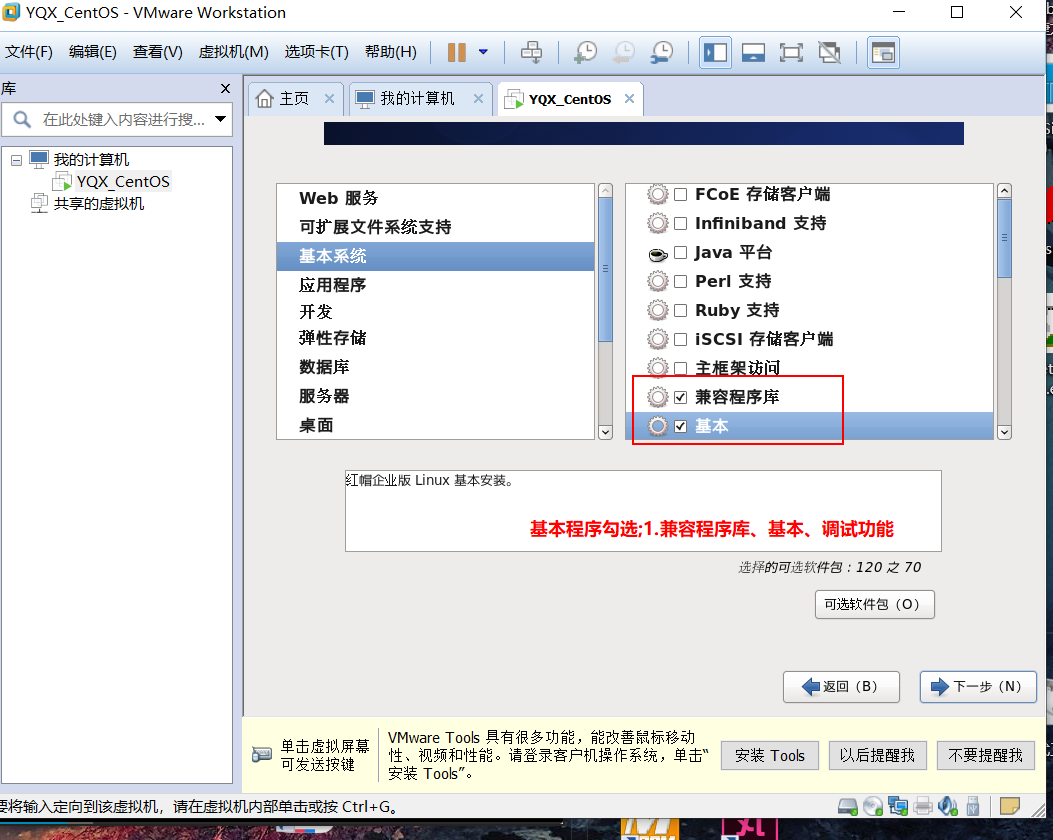 YQX_CentOS - VMware Workstation
文件(F) 编辑(E) 查看(V) 虚拟机(M) 选项卡(T) 帮助(H)
库
在此处键入内容进行搜...
我的计算机
YQX_CentOS
共享的虚拟机
主页 我的计算机 YQX_CentOS
Web 服务
可扩展文件系统支持
基本系统
应用程序
开发
弹性存储
数据库
服务器
桌面
FCoE 存储客户端
Infiniband 支持
Java 平台
Perl 支持
Ruby 支持
iSCSI 存储客户端
主框架访问
兼容程序库
基本
红帽企业版 Linux 基本安装。
基本程序勾选;1.兼容程序库、基本、调试功能
选择的可选软件包：120 之 70
可选软件包（O）
返回（B）
下一步（N）
单击虚拟屏幕
可发送按键
VMware Tools 具有很多功能，能改善鼠标移动
性、视频和性能。请登录客户机操作系统，单击“
安装 Tools”。
安装 Tools
以后提醒我
不要提醒我
要将输入定向到该虚拟机，请在虚拟机内部单击或按 Ctrl+G。